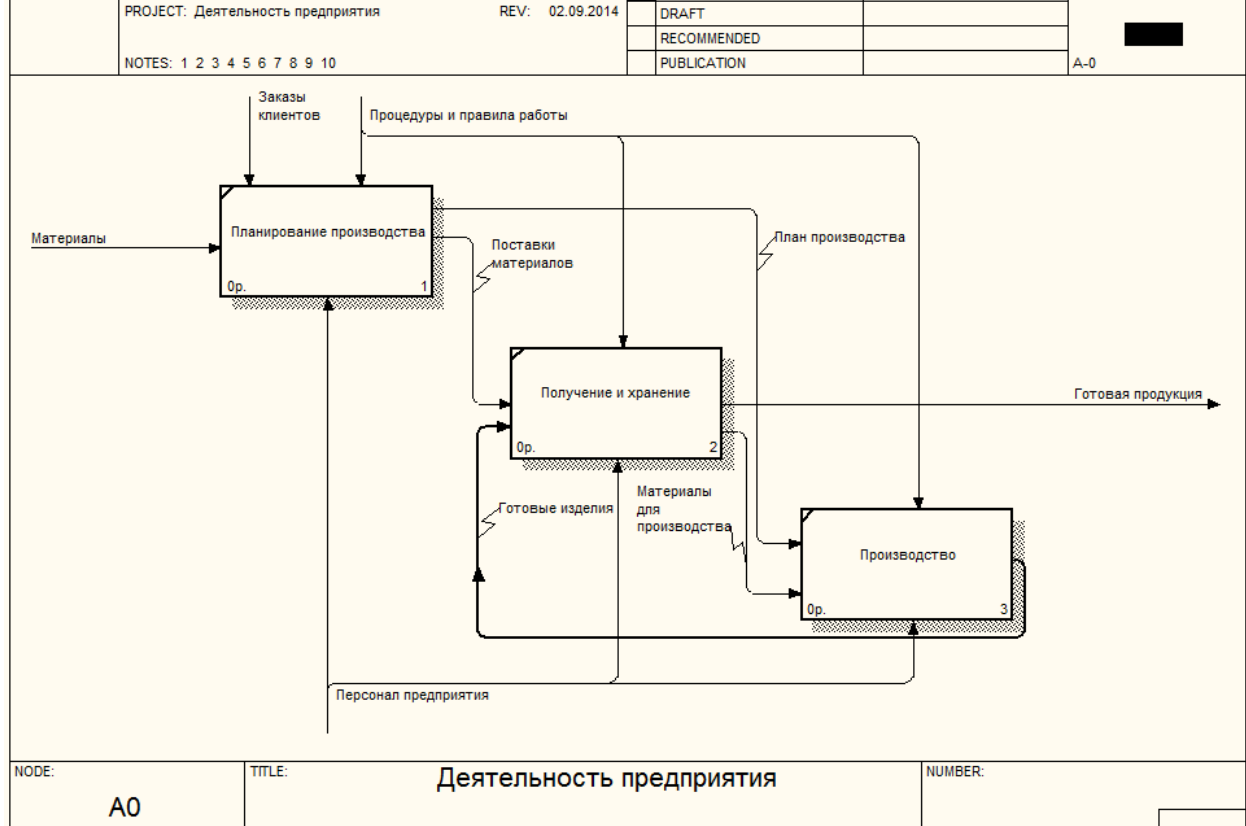 PROJECT: Деятельность предприятия
REV: 02.09.2014
DRAFT
RECOMMENDED
NOTES: 1 2 3 4 5 6 7 8 9 10
PUBLICATION
A-0
Заказы
клиентов
Процедуры и правила работы
Материалы
Планирование производства
0р.
1
Поставки
материалов
План производства
Получение и хранение
0р.
2
Готовая продукция
Готовые изделия
Материалы
для
производства
Производство
0р.
3
Персонал предприятия
NODE:
A0
TITLE:
Деятельность предприятия
NUMBER: